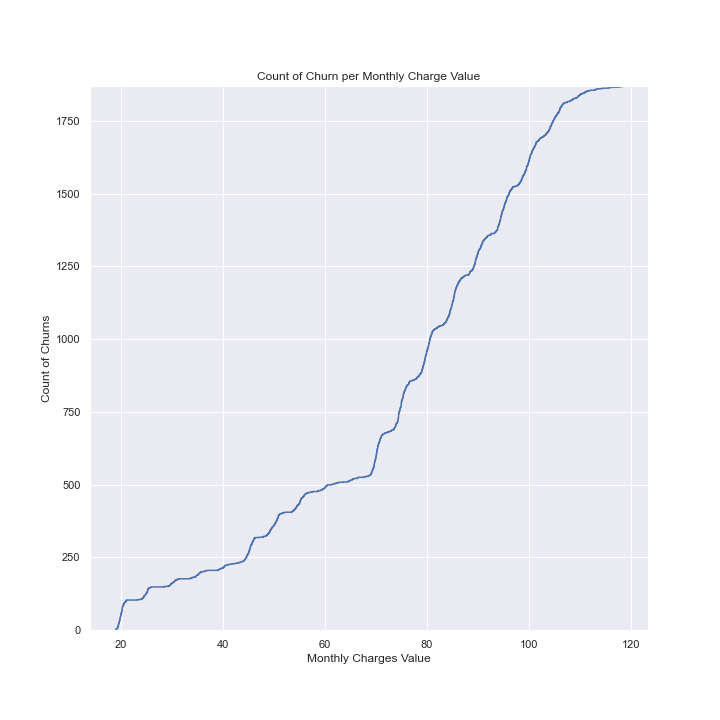 Count of Churn per Monthly Charge Value
1750
1500
1250
1000
750
500
250
0
Count of Churns
20 40 60 80 100 120
Monthly Charges Value